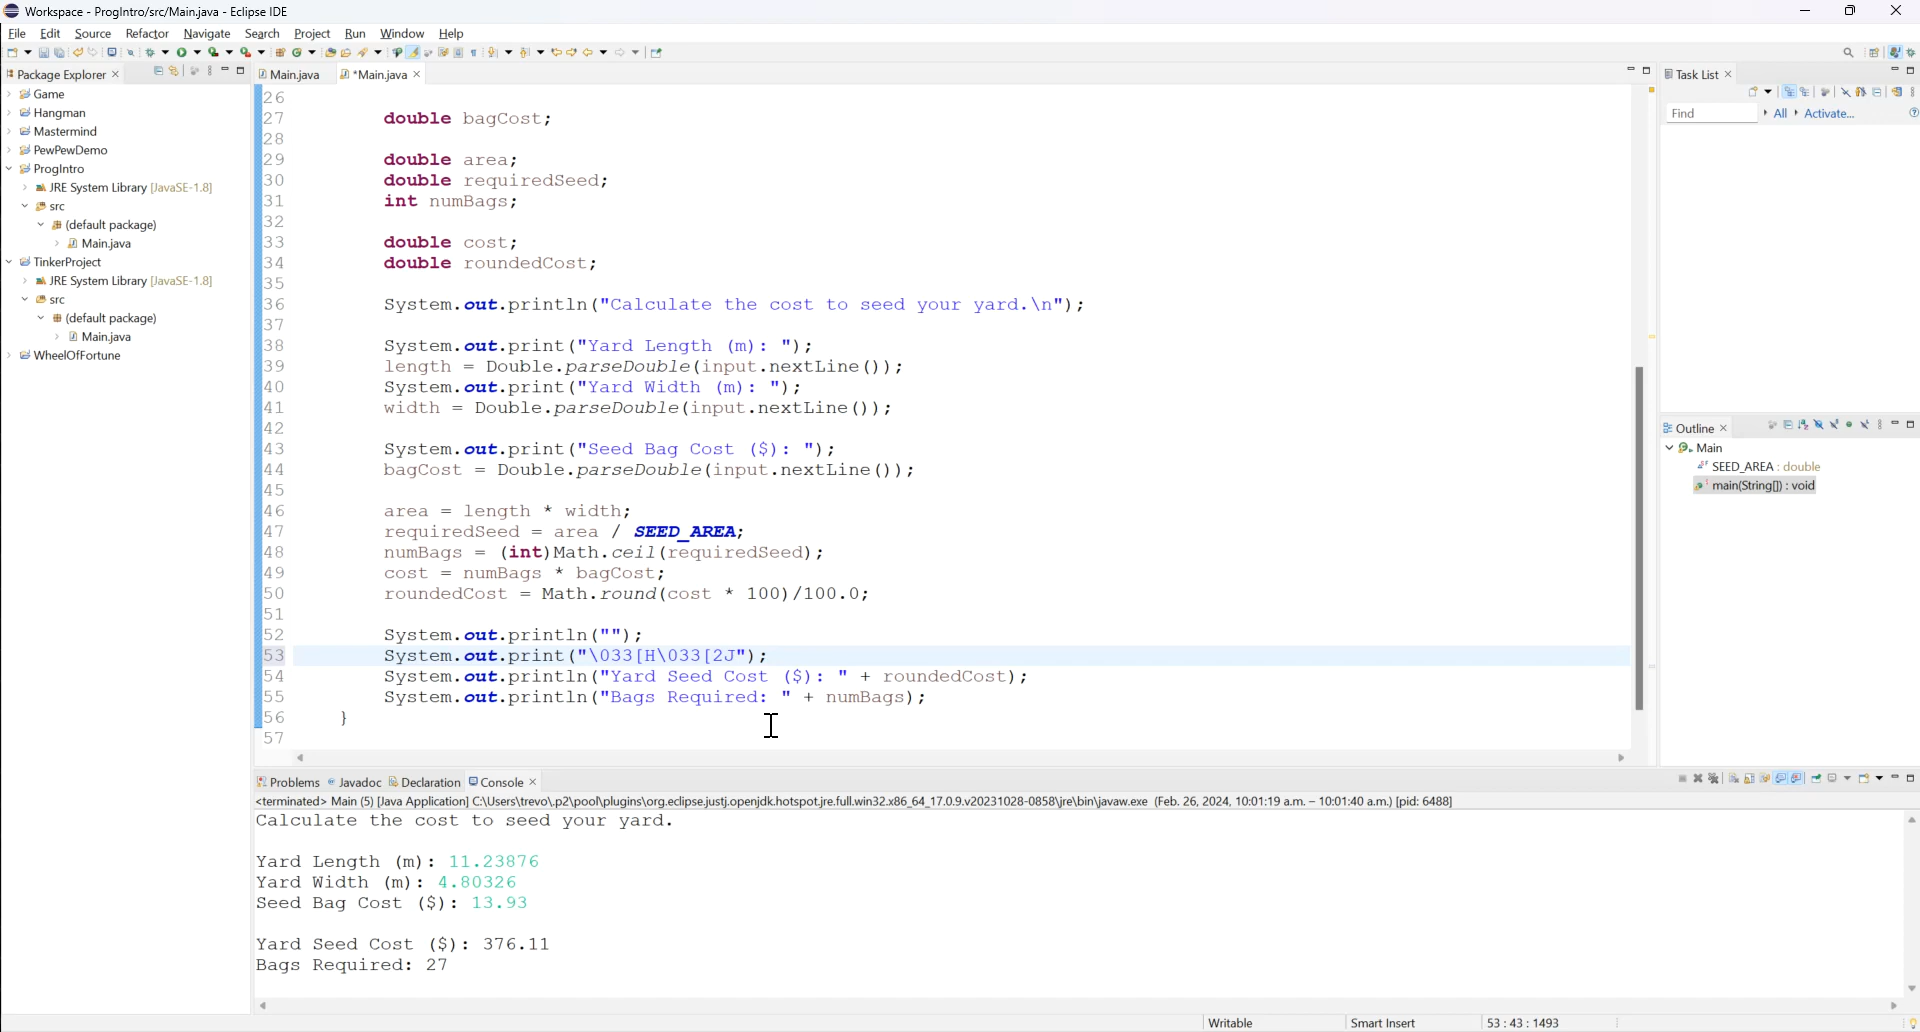 Workspace - ProgIntro/src/Main.java - Eclipse IDE
File Edit Source Refactor Navigate Search Project Run Window Help
Package Explorer
Game
Hangman
Mastermind
PewPewDemo
ProgIntro
JRE System Library [JavaSE-1.8]
src
(default package)
Main.java
TinkerProject
JRE System Library [JavaSE-1.8]
src
(default package)
Main.java
WheelOfFortune
Main.java *Main.java
26
27 double bagCost;
28
29 double area;
30 double requiredSeed;
31 int numBags;
32
33 double cost;
34 double roundedCost;
35
36 System.out.println("Calculate the cost to seed your yard.\n");
37
38 System.out.print("Yard Length (m): ");
39 length = Double.parseDouble(input.nextLine());
40 System.out.print("Yard Width (m): ");
41 width = Double.parseDouble(input.nextLine());
42
43 System.out.print("Seed Bag Cost ($): ");
44 bagCost = Double.parseDouble(input.nextLine());
45
46 area = length * width;
47 requiredSeed = area / SEED_AREA;
48 numBags = (int)Math.ceil(requiredSeed);
49 cost = numBags * bagCost;
50 roundedCost = Math.round(cost * 100)/100.0;
51
52 System.out.println("");
53 System.out.print("\033[H\033[2J");
54 System.out.println("Yard Seed Cost ($): " + roundedCost);
55 System.out.println("Bags Required: " + numBags);
56 }
57
Task List
Find All Activate...
Outline
Main
SEED_AREA : double
main(String[]) : void
Problems Javadoc Declaration Console
<terminated> Main (5) [Java Application] C:\Users\trevo\.p2\pool\plugins\org.eclipse.justj.openjdk.hotspot.jre.full.win32.x86_64_17.0.9.v20231028-0858\jre\bin\javaw.exe (Feb. 26, 2024, 10:01:19 a.m. – 10:01:40 a.m.) [pid: 6488]
Calculate the cost to seed your yard.
Yard Length (m): 11.23876
Yard Width (m): 4.80326
Seed Bag Cost ($): 13.93
Yard Seed Cost ($): 376.11
Bags Required: 27
Writable Smart Insert 53 : 43 : 1493